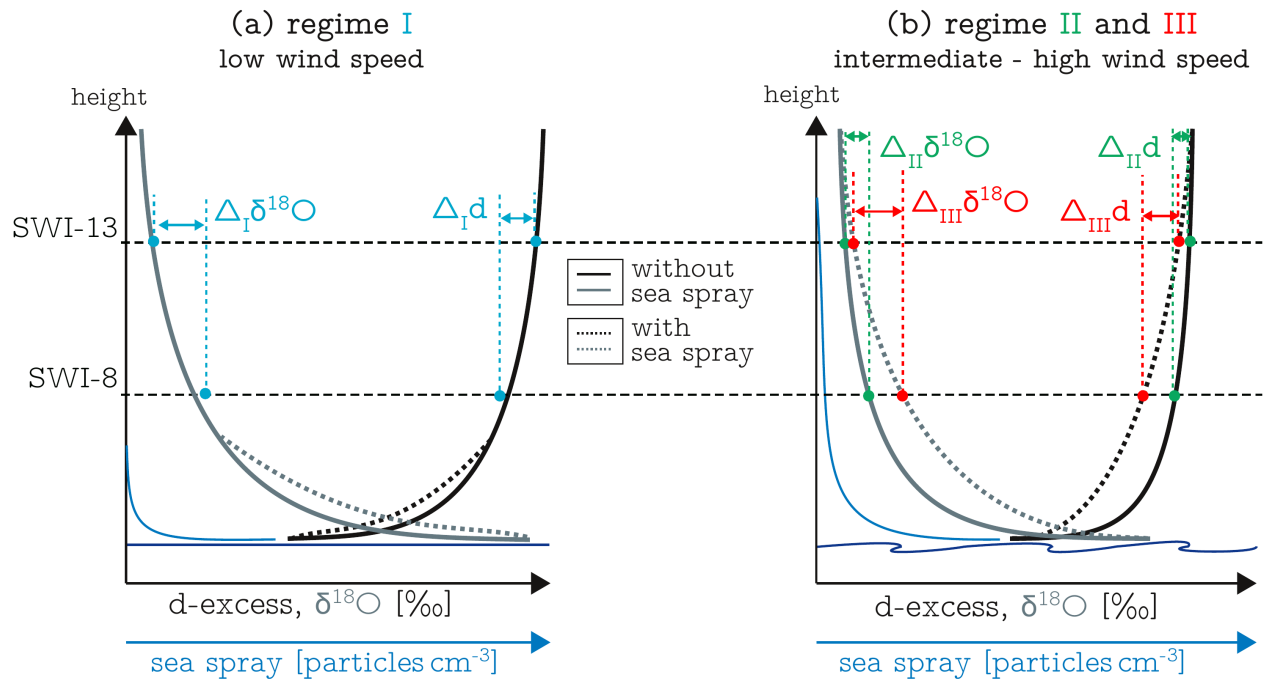 (a) regime I
low wind speed
height
Δ_Iδ¹⁸O
Δ_Id
SWI-13
SWI-8
d-excess, δ¹⁸O [‰]
sea spray [particles cm⁻³]
without
sea spray
with
sea spray
(b) regime II and III
intermediate - high wind speed
height
Δ_IIδ¹⁸O
Δ_IId
Δ_IIIδ¹⁸O
Δ_IIId
d-excess, δ¹⁸O [‰]
sea spray [particles cm⁻³]